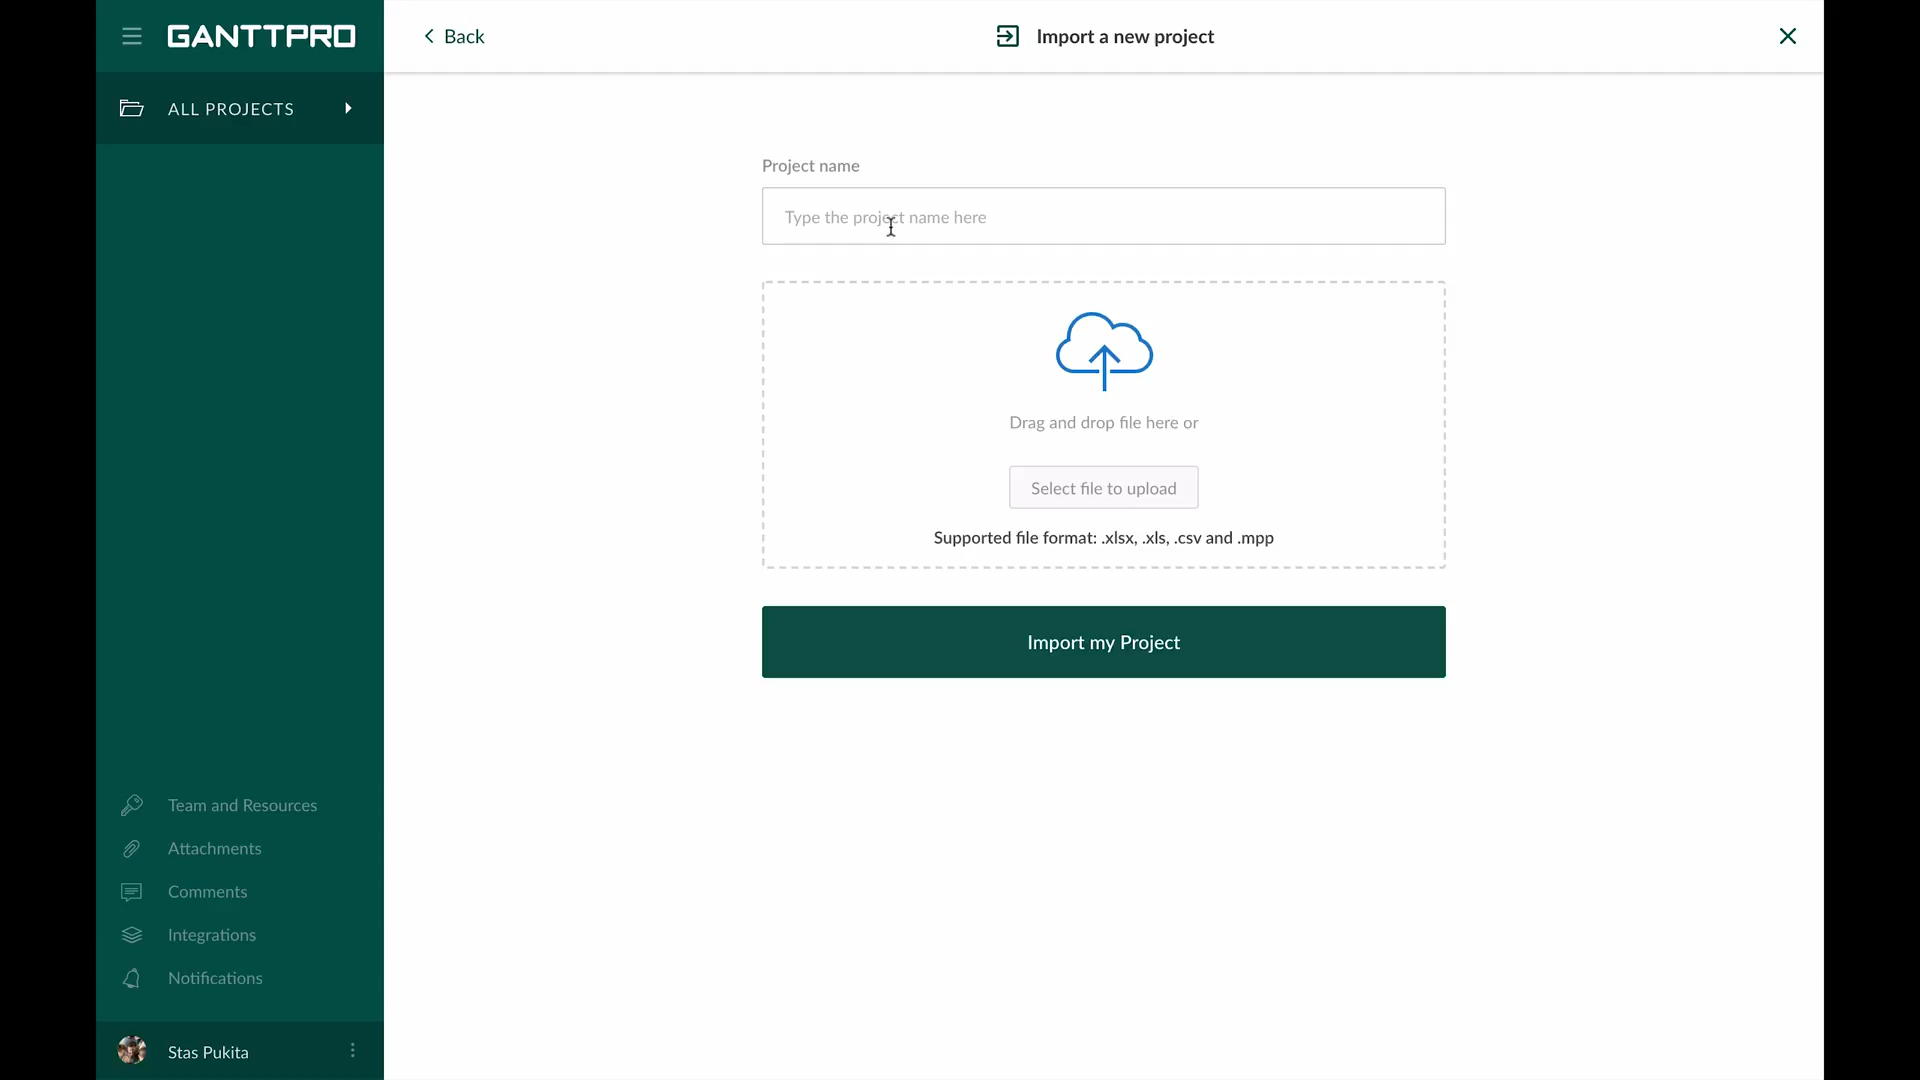 GANTTPRO
Back
Import a new project
ALL PROJECTS
Project name
Type the project name here
Drag and drop file here or
Select file to upload
Supported file format: .xlsx, .xls, .csv and .mpp
Import my Project
Team and Resources
Attachments
Comments
Integrations
Notifications
Stas Pukita